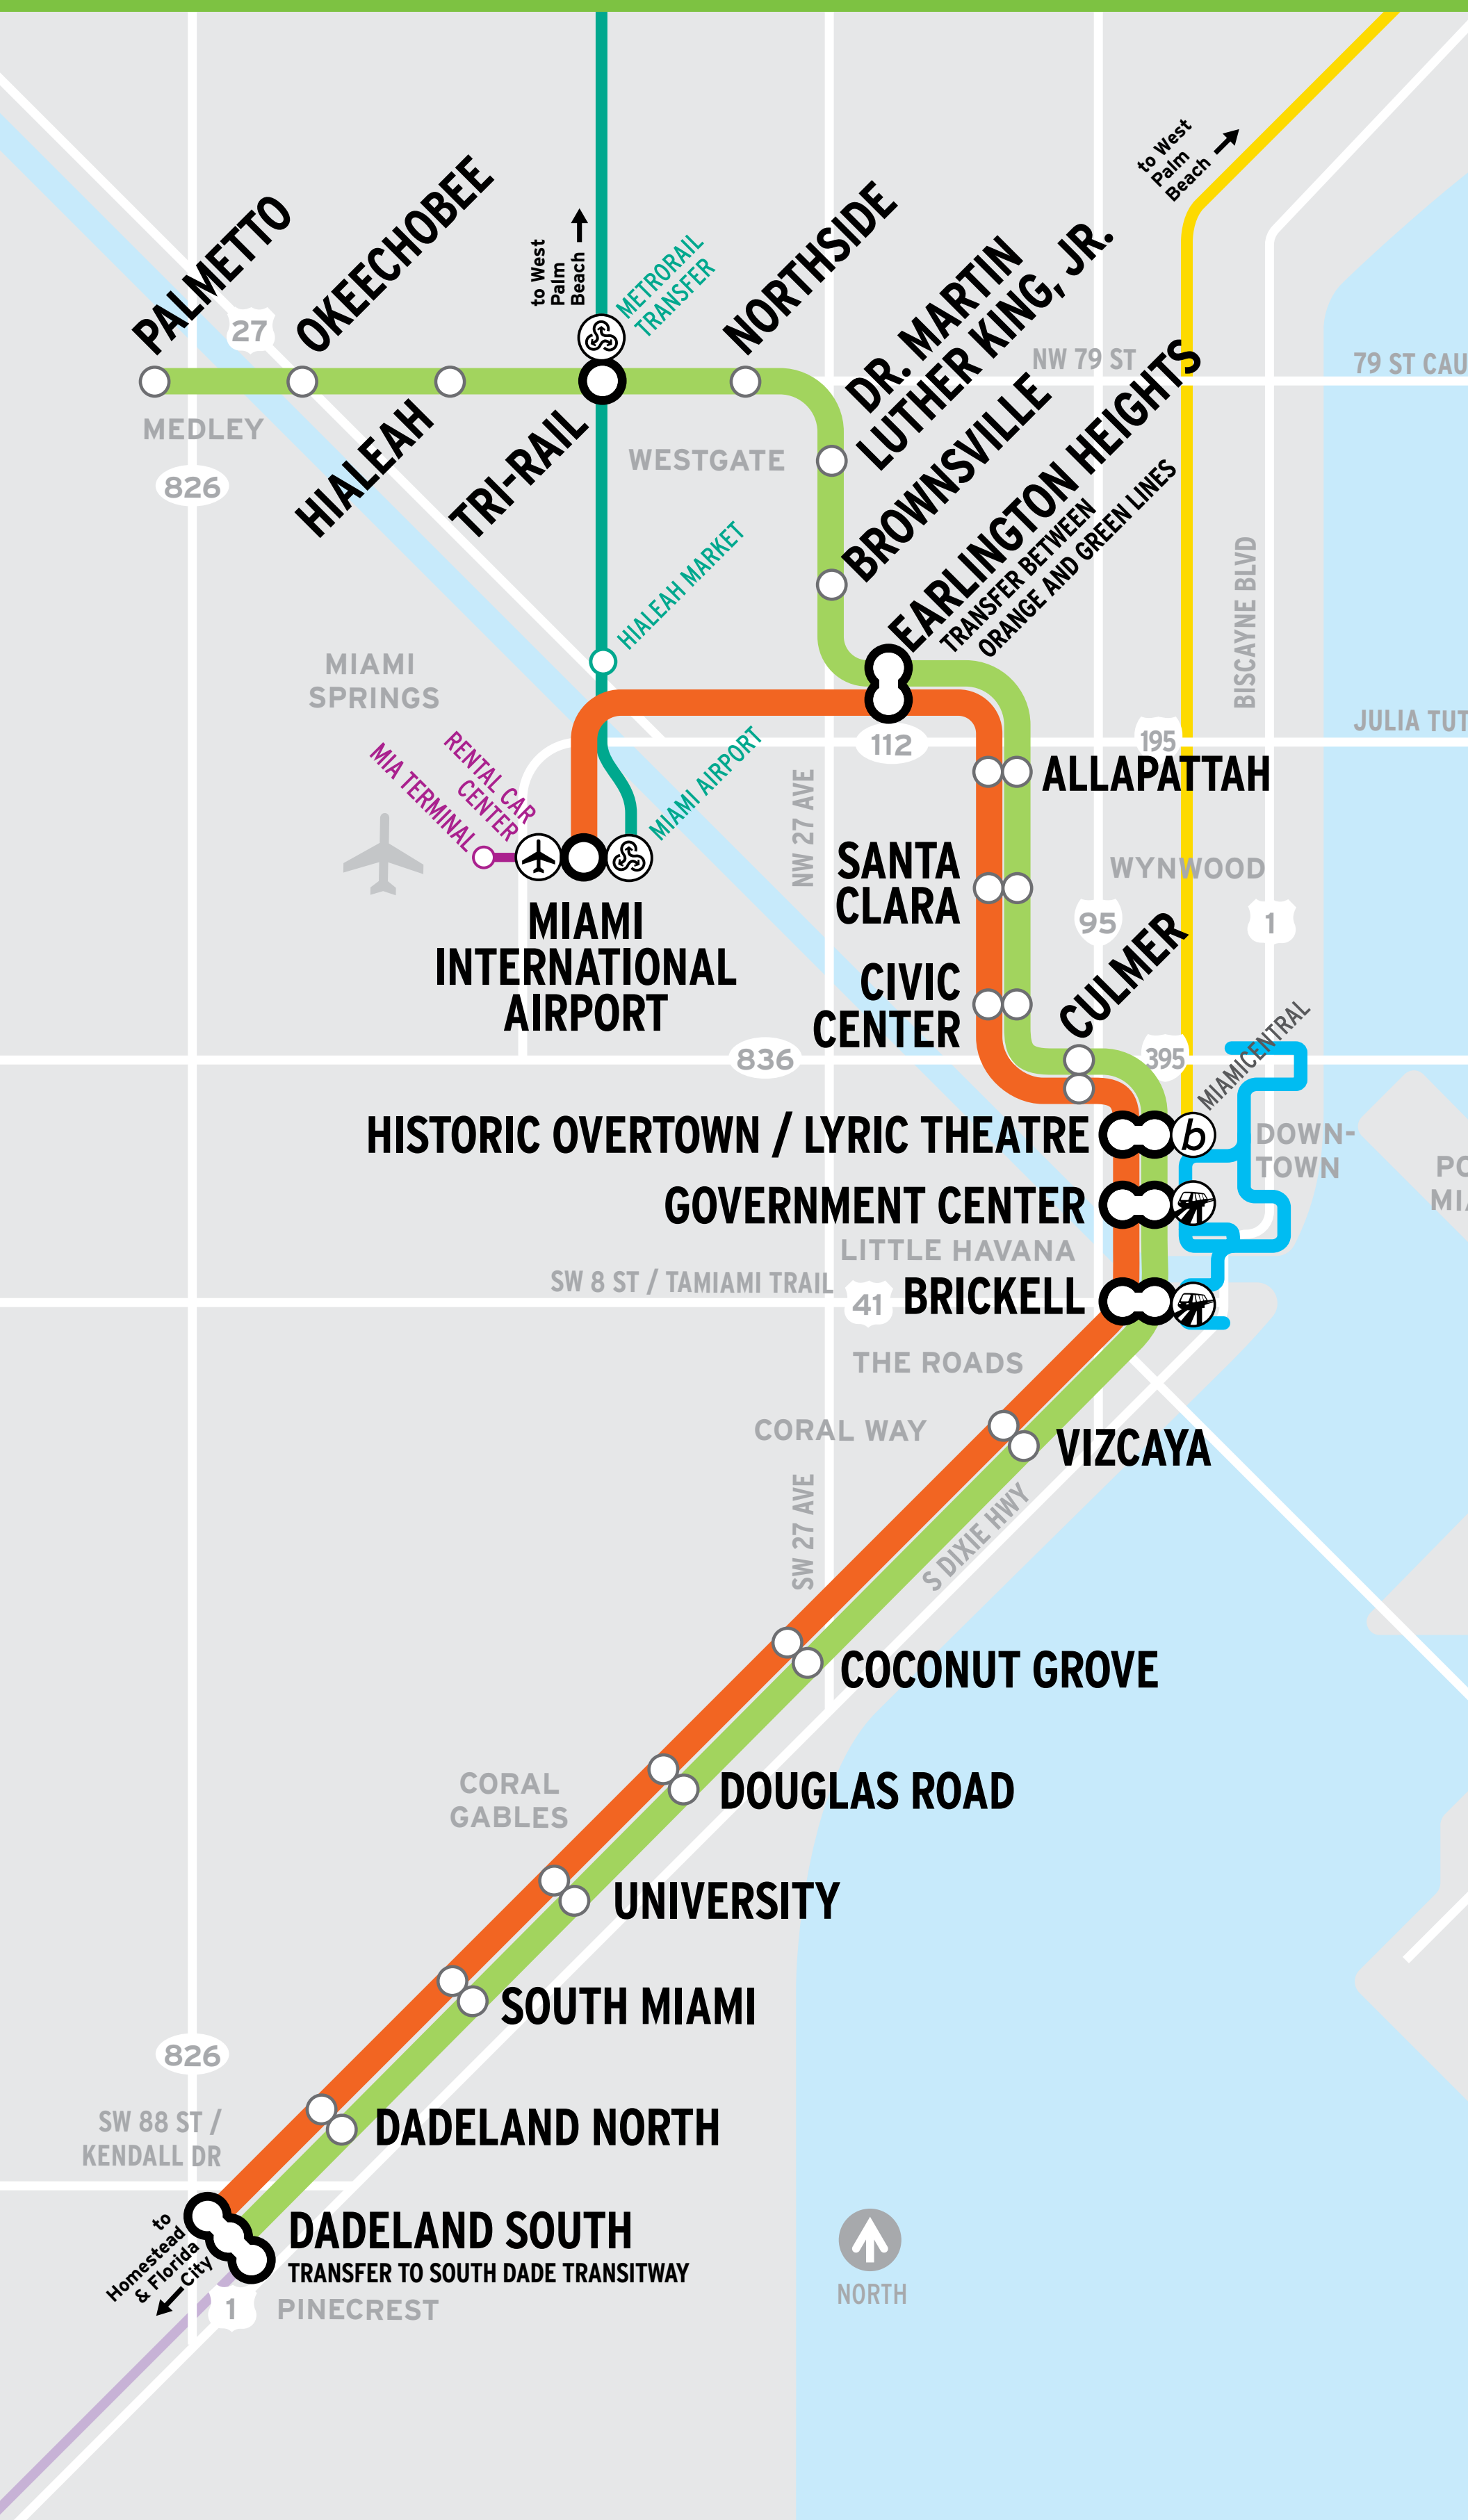 to West
Palm
Beach
PALMETTO
OKEECHOBEE
to West
Palm
Beach
METRORAIL
TRANSFER
NORTHSIDE
DR. MARTIN
LUTHER KING, JR.
27
NW 79 ST
79 ST CAU
MEDLEY
HIALEAH
TRI-RAIL
WESTGATE
BROWNSVILLE
826
EARLINGTON HEIGHTS
TRANSFER BETWEEN
ORANGE AND GREEN LINES
HIALEAH MARKET
BISCAYNE BLVD
MIAMI
SPRINGS
JULIA TUT
112
195
MIA TERMINAL
RENTAL CAR
CENTER
MIAMI AIRPORT
ALLAPATTAH
NW 27 AVE
SANTA
CLARA
WYNWOOD
95
1
MIAMI
INTERNATIONAL
AIRPORT
CIVIC
CENTER
CULMER
836
395
MIAMICENTRAL
HISTORIC OVERTOWN / LYRIC THEATRE
b
DOWN-
TOWN
PO
MIA
GOVERNMENT CENTER
LITTLE HAVANA
SW 8 ST / TAMIAMI TRAIL
41
BRICKELL
THE ROADS
CORAL WAY
VIZCAYA
SW 27 AVE
S DIXIE HWY
COCONUT GROVE
CORAL
GABLES
DOUGLAS ROAD
UNIVERSITY
SOUTH MIAMI
826
SW 88 ST /
KENDALL DR
DADELAND NORTH
to
Homestead
& Florida
City
DADELAND SOUTH
TRANSFER TO SOUTH DADE TRANSITWAY
1
PINECREST
NORTH